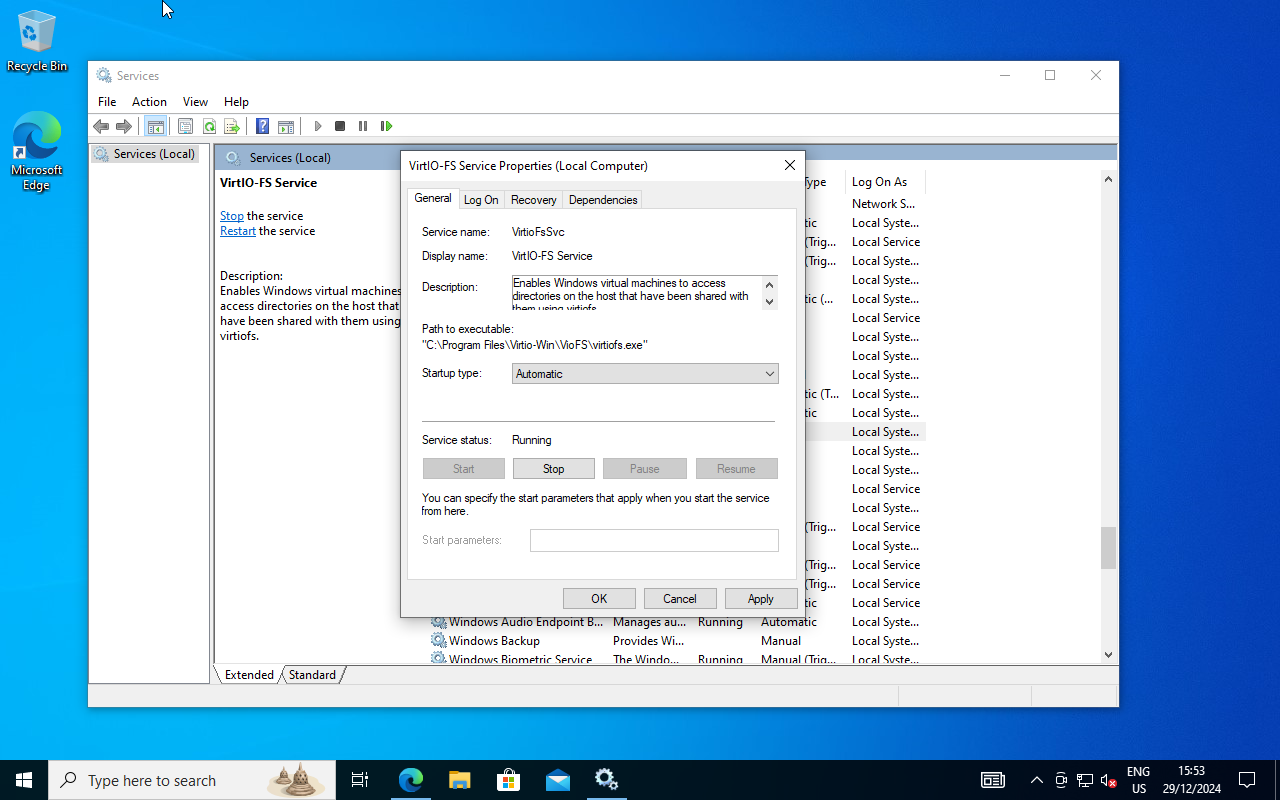 Recycle Bin
Microsoft
Edge
Services
File Action View Help
Services (Local)
Services (Local)
VirtIO-FS Service
Stop the service
Restart the service
Description:
Enables Windows virtual machines
access directories on the host that
have been shared with them using
virtiofs.
VirtIO-FS Service Properties (Local Computer)
General Log On Recovery Dependencies
Service name: VirtioFsSvc
Display name: VirtIO-FS Service
Description: Enables Windows virtual machines to access
directories on the host that have been shared with
them using virtiofs
Path to executable:
"C:\Program Files\Virtio-Win\VioFS\virtiofs.exe"
Startup type: Automatic
Service status: Running
Start Stop Pause Resume
You can specify the start parameters that apply when you start the service
from here.
Start parameters:
OK Cancel Apply
ype Log On As
Network S...
tic Local Syste...
(Trig... Local Service
(Trig... Local Syste...
Local Syste...
tic (... Local Syste...
Local Service
Local Syste...
Local Syste...
Local Syste...
tic (T... Local Syste...
tic Local Syste...
Local Syste...
Local Syste...
Local Syste...
Local Service
Local Syste...
(Trig... Local Service
Local Syste...
(Trig... Local Service
(Trig... Local Service
tic Local Service
Windows Audio Endpoint B... Manages au... Running Automatic Local Syste...
Windows Backup Provides Wi... Manual Local Syste...
Windows Biometric Service The Windo... Running Manual (Trig... Local Syste...
Extended Standard
Type here to search
ENG
US
15:53
29/12/2024